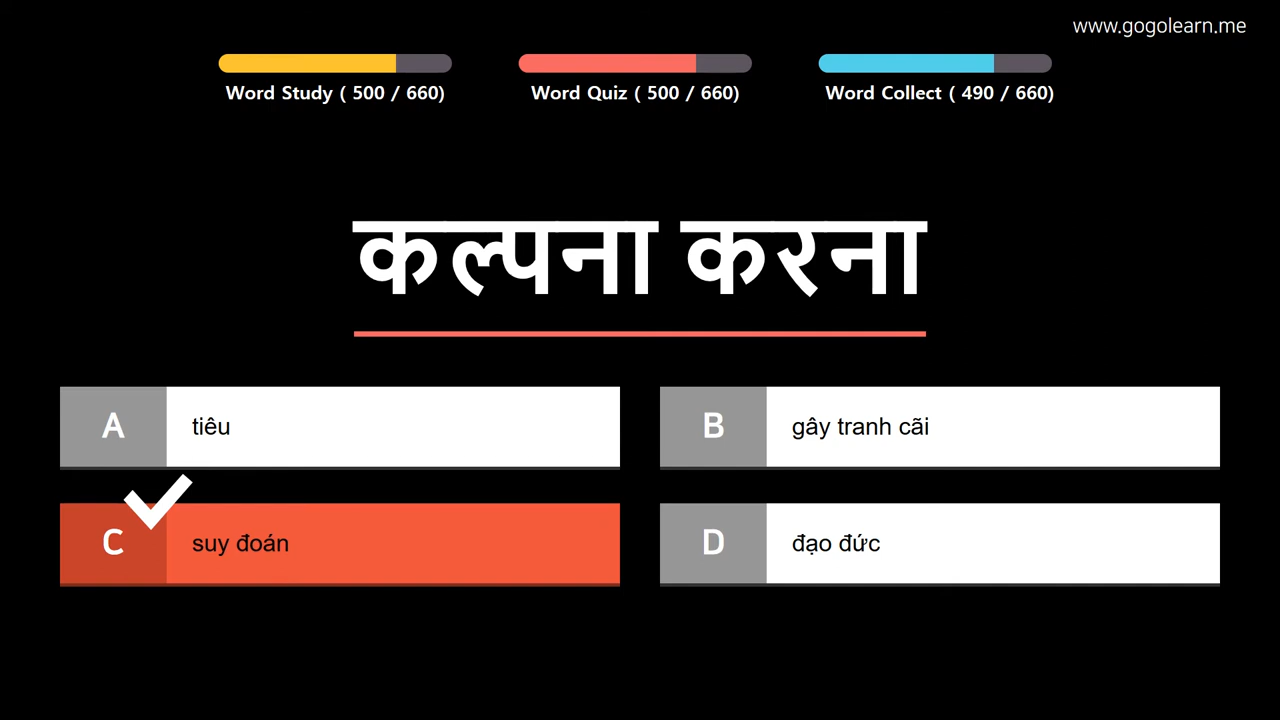 www.gogolearn.me
Word Study ( 500 / 660)
Word Quiz ( 500 / 660)
Word Collect ( 490 / 660)
कल्पना करना
A
tiêu
B
gây tranh cãi
C
suy đoán
D
đạo đức